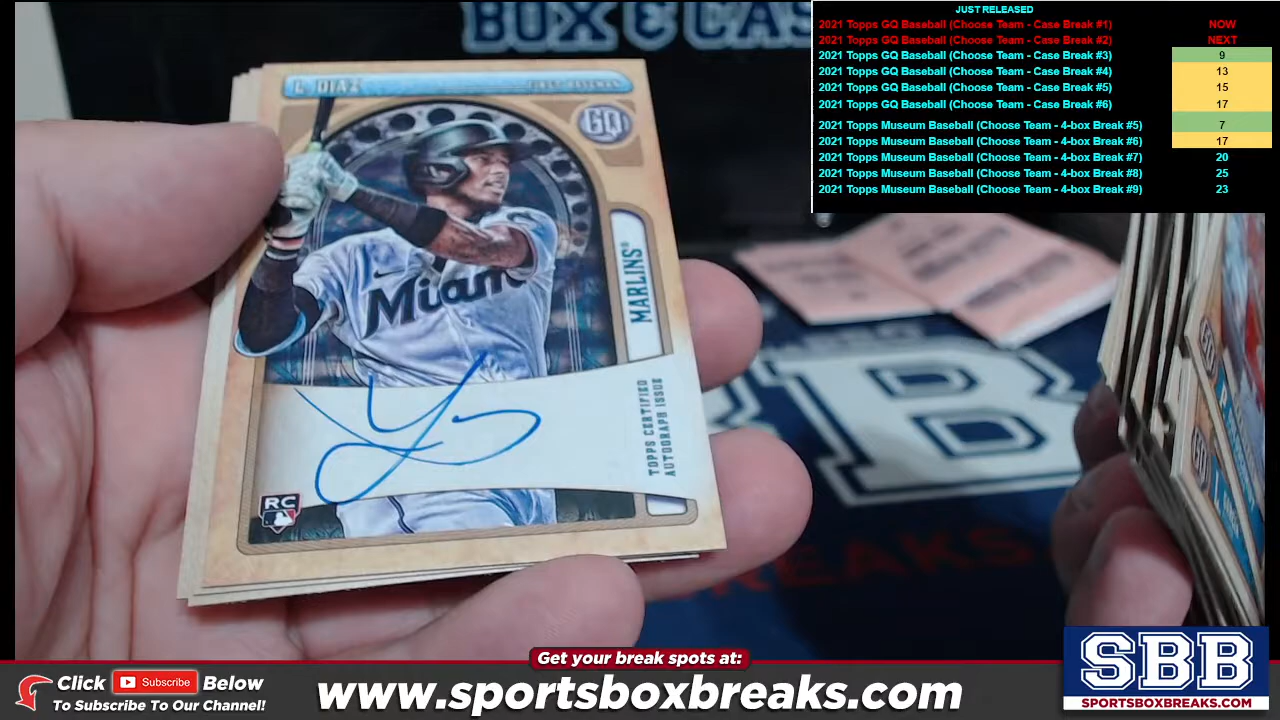 BOX & CAS
JUST RELEASED
2021 Topps GQ Baseball (Choose Team - Case Break #1) NOW
2021 Topps GQ Baseball (Choose Team - Case Break #2) NEXT
2021 Topps GQ Baseball (Choose Team - Case Break #3) 9
2021 Topps GQ Baseball (Choose Team - Case Break #4) 13
2021 Topps GQ Baseball (Choose Team - Case Break #5) 15
2021 Topps GQ Baseball (Choose Team - Case Break #6) 17
2021 Topps Museum Baseball (Choose Team - 4-box Break #5) 7
2021 Topps Museum Baseball (Choose Team - 4-box Break #6) 17
2021 Topps Museum Baseball (Choose Team - 4-box Break #7) 20
2021 Topps Museum Baseball (Choose Team - 4-box Break #8) 25
2021 Topps Museum Baseball (Choose Team - 4-box Break #9) 23
L. DIAZ FIRST BASEMAN
GQ
MARLINS®
Miami
TOPPS CERTIFIED
AUTOGRAPH ISSUE
RC
B
REAKS
Get your break spots at:
Click Subscribe Below
To Subscribe To Our Channel!
www.sportsboxbreaks.com
SBB
SPORTSBOXBREAKS.COM